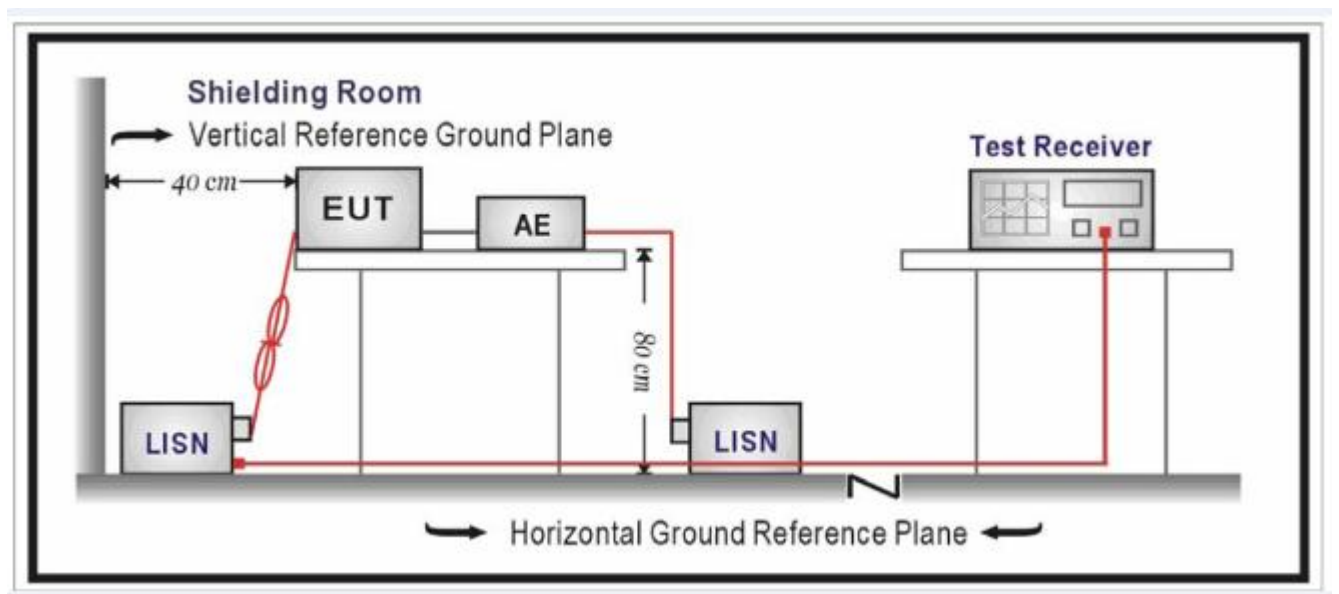 Shielding Room
Vertical Reference Ground Plane
Test Receiver
40 cm
EUT
AE
80 cm
LISN
LISN
Horizontal Ground Reference Plane